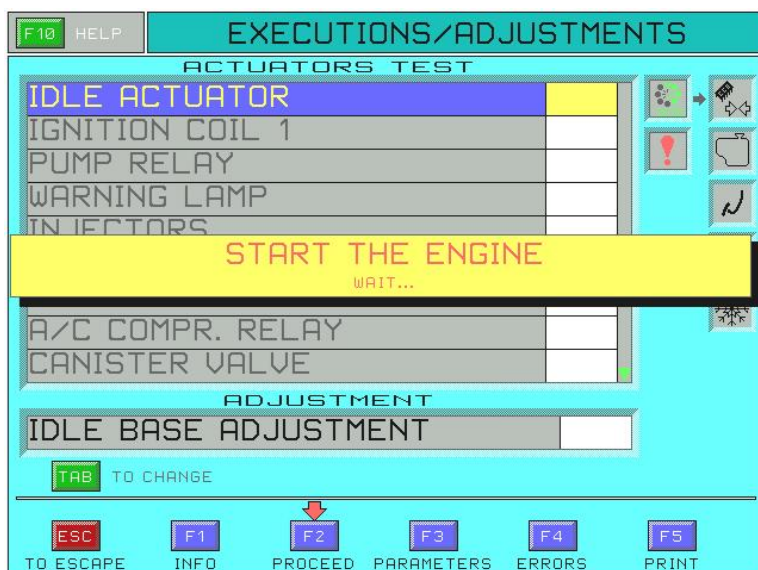 F10 HELP EXECUTIONS/ADJUSTMENTS
ACTUATORS TEST
IDLE ACTUATOR
IGNITION COIL 1
PUMP RELAY
WARNING LAMP
INJECTORS
START THE ENGINE
WAIT...
A/C COMPR. RELAY
CANISTER VALVE
ADJUSTMENT
IDLE BASE ADJUSTMENT
TAB TO CHANGE
ESC F1 F2 F3 F4 F5
TO ESCAPE INFO PROCEED PARAMETERS ERRORS PRINT